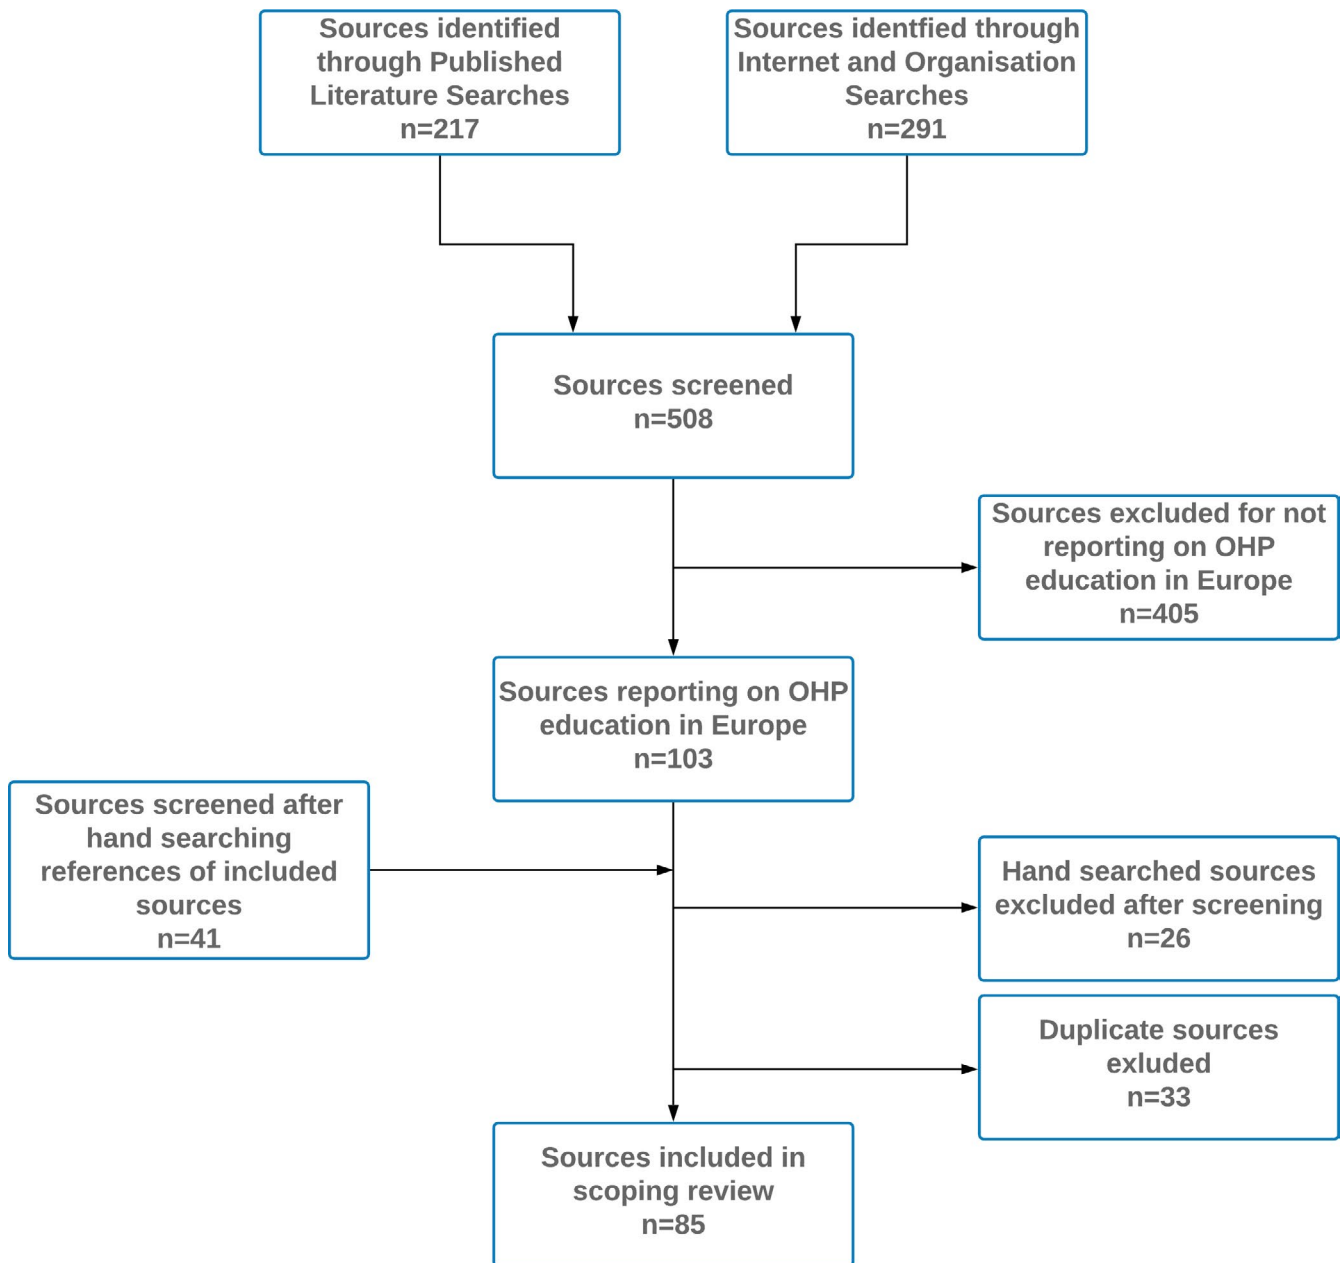 Sources identified
through Published
Literature Searches
n=217
Sources identfied through
Internet and Organisation
Searches
n=291
Sources screened
n=508
Sources excluded for not
reporting on OHP
education in Europe
n=405
Sources reporting on OHP
education in Europe
n=103
Sources screened after
hand searching
references of included
sources
n=41
Hand searched sources
excluded after screening
n=26
Duplicate sources
exluded
n=33
Sources included in
scoping review
n=85